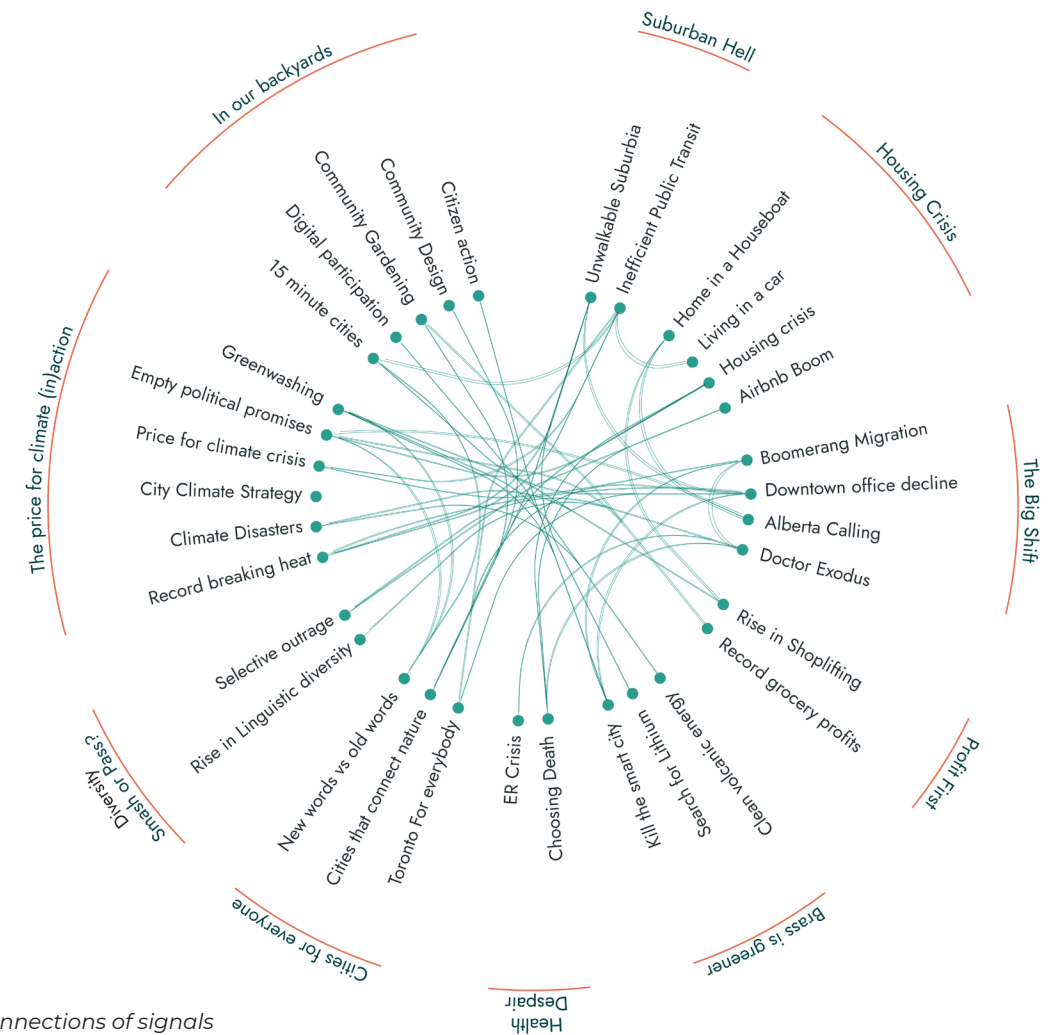 Suburban Hell
In our backyards
Housing Crisis
The Big Shift
Profit First
Brass is greener
Health
Despair
Cities for everyone
Diversity
Smash or Pass?
The price for climate (in)action
Unwalkable Suburbia
Inefficient Public Transit
Home in a Houseboat
Living in a car
Housing crisis
Airbnb Boom
Boomerang Migration
Downtown office decline
Alberta Calling
Doctor Exodus
Rise in Shoplifting
Record grocery profits
Clean volcanic energy
Search for Lithium
Kill the smart city
Choosing Death
ER Crisis
Toronto For everybody
Cities that connect nature
New words vs old words
Rise in Linguistic diversity
Selective outrage
Record breaking heat
Climate Disasters
City Climate Strategy
Price for climate crisis
Empty political promises
Greenwashing
15 minute cities
Digital participation
Community Gardening
Community Design
Citizen action
nnections of signals